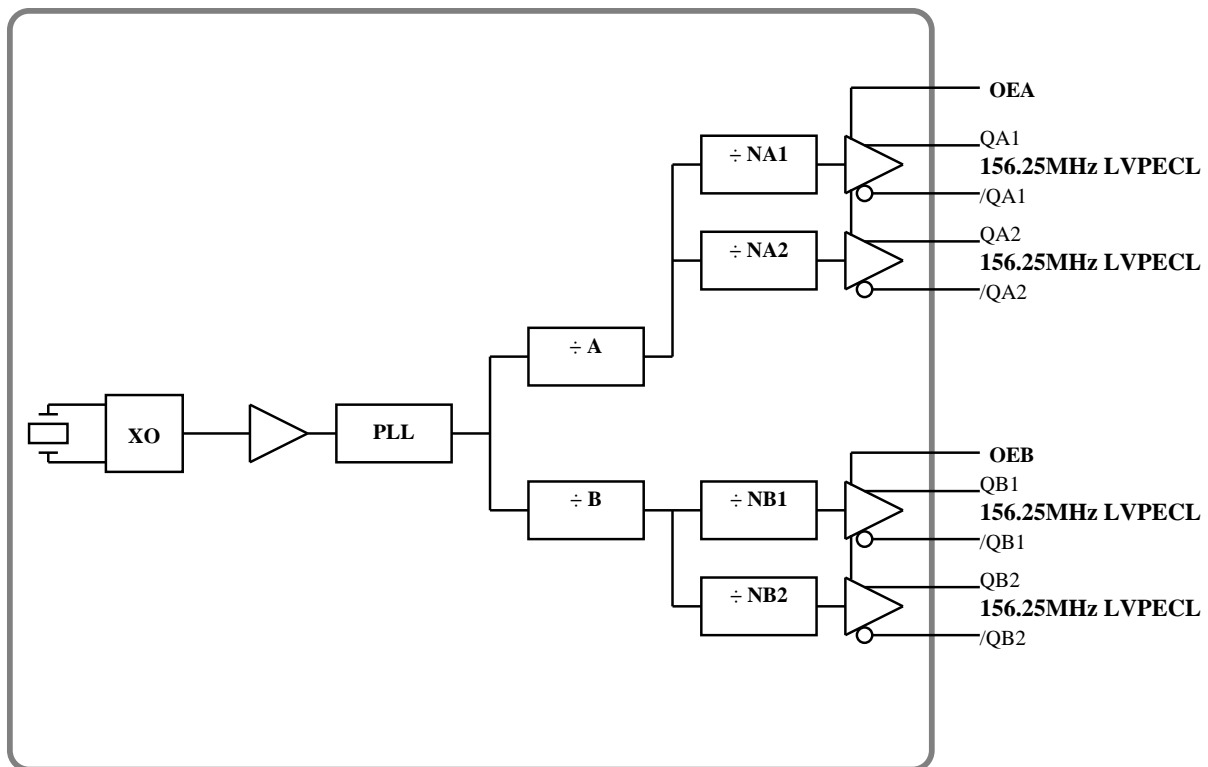 OEA
QA1
÷ NA1
156.25MHz LVPECL
/QA1
QA2
÷ NA2
156.25MHz LVPECL
/QA2
÷ A
XO
PLL
OEB
QB1
÷ B
÷ NB1
156.25MHz LVPECL
/QB1
QB2
÷ NB2
156.25MHz LVPECL
/QB2